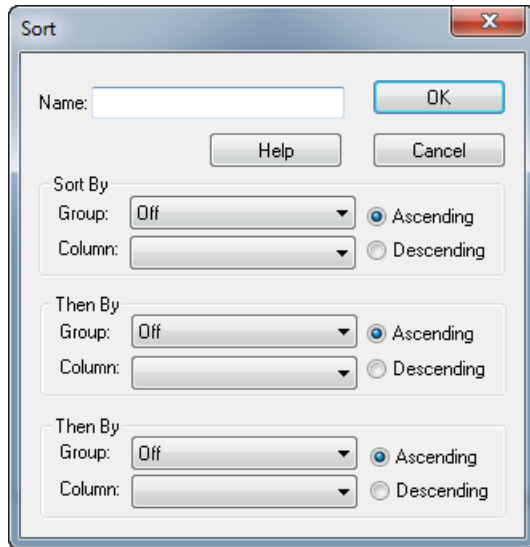 Sort
Name:
OK
Help
Cancel
Sort By
Group: Off
Ascending
Column:
Descending
Then By
Group: Off
Ascending
Column:
Descending
Then By
Group: Off
Ascending
Column:
Descending